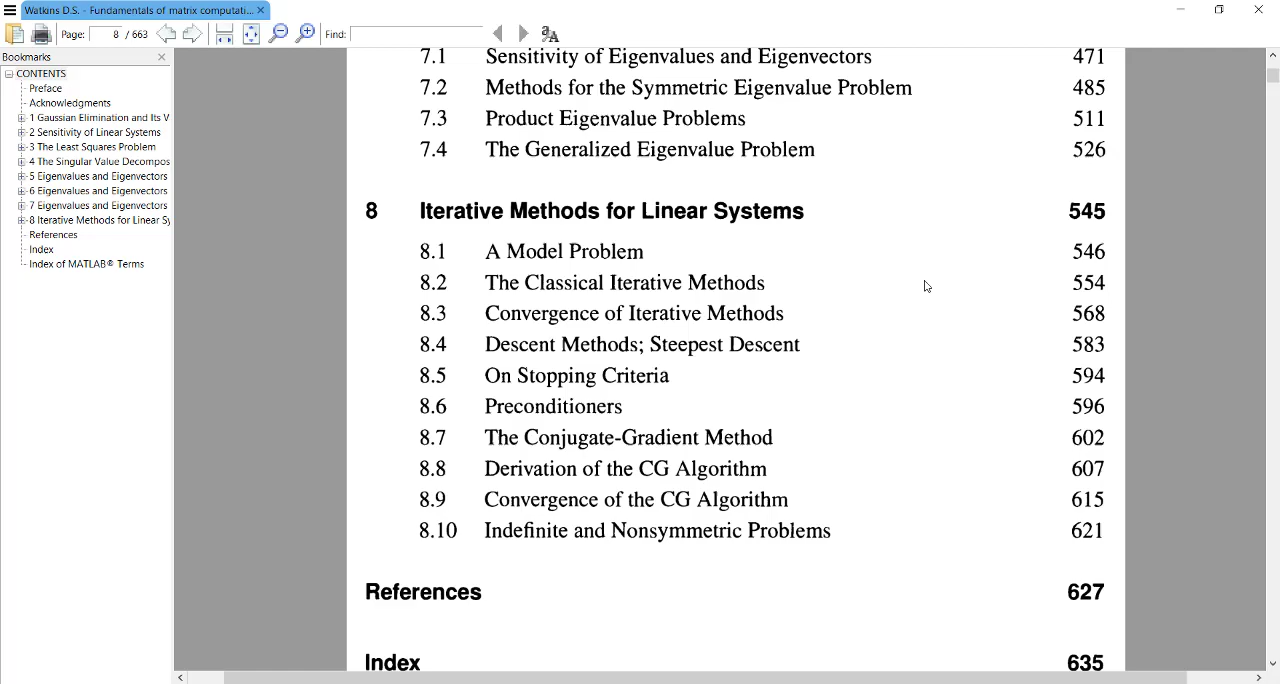 Watkins D.S. - Fundamentals of matrix computati...
Page: 8 / 663 Find:
Bookmarks
CONTENTS
Preface
Acknowledgments
1 Gaussian Elimination and Its V
2 Sensitivity of Linear Systems
3 The Least Squares Problem
4 The Singular Value Decompos
5 Eigenvalues and Eigenvectors
6 Eigenvalues and Eigenvectors
7 Eigenvalues and Eigenvectors
8 Iterative Methods for Linear Sy
References
Index
Index of MATLAB® Terms
7.1 Sensitivity of Eigenvalues and Eigenvectors 471
7.2 Methods for the Symmetric Eigenvalue Problem 485
7.3 Product Eigenvalue Problems 511
7.4 The Generalized Eigenvalue Problem 526
8 Iterative Methods for Linear Systems 545
8.1 A Model Problem 546
8.2 The Classical Iterative Methods 554
8.3 Convergence of Iterative Methods 568
8.4 Descent Methods; Steepest Descent 583
8.5 On Stopping Criteria 594
8.6 Preconditioners 596
8.7 The Conjugate-Gradient Method 602
8.8 Derivation of the CG Algorithm 607
8.9 Convergence of the CG Algorithm 615
8.10 Indefinite and Nonsymmetric Problems 621
References 627
Index 635